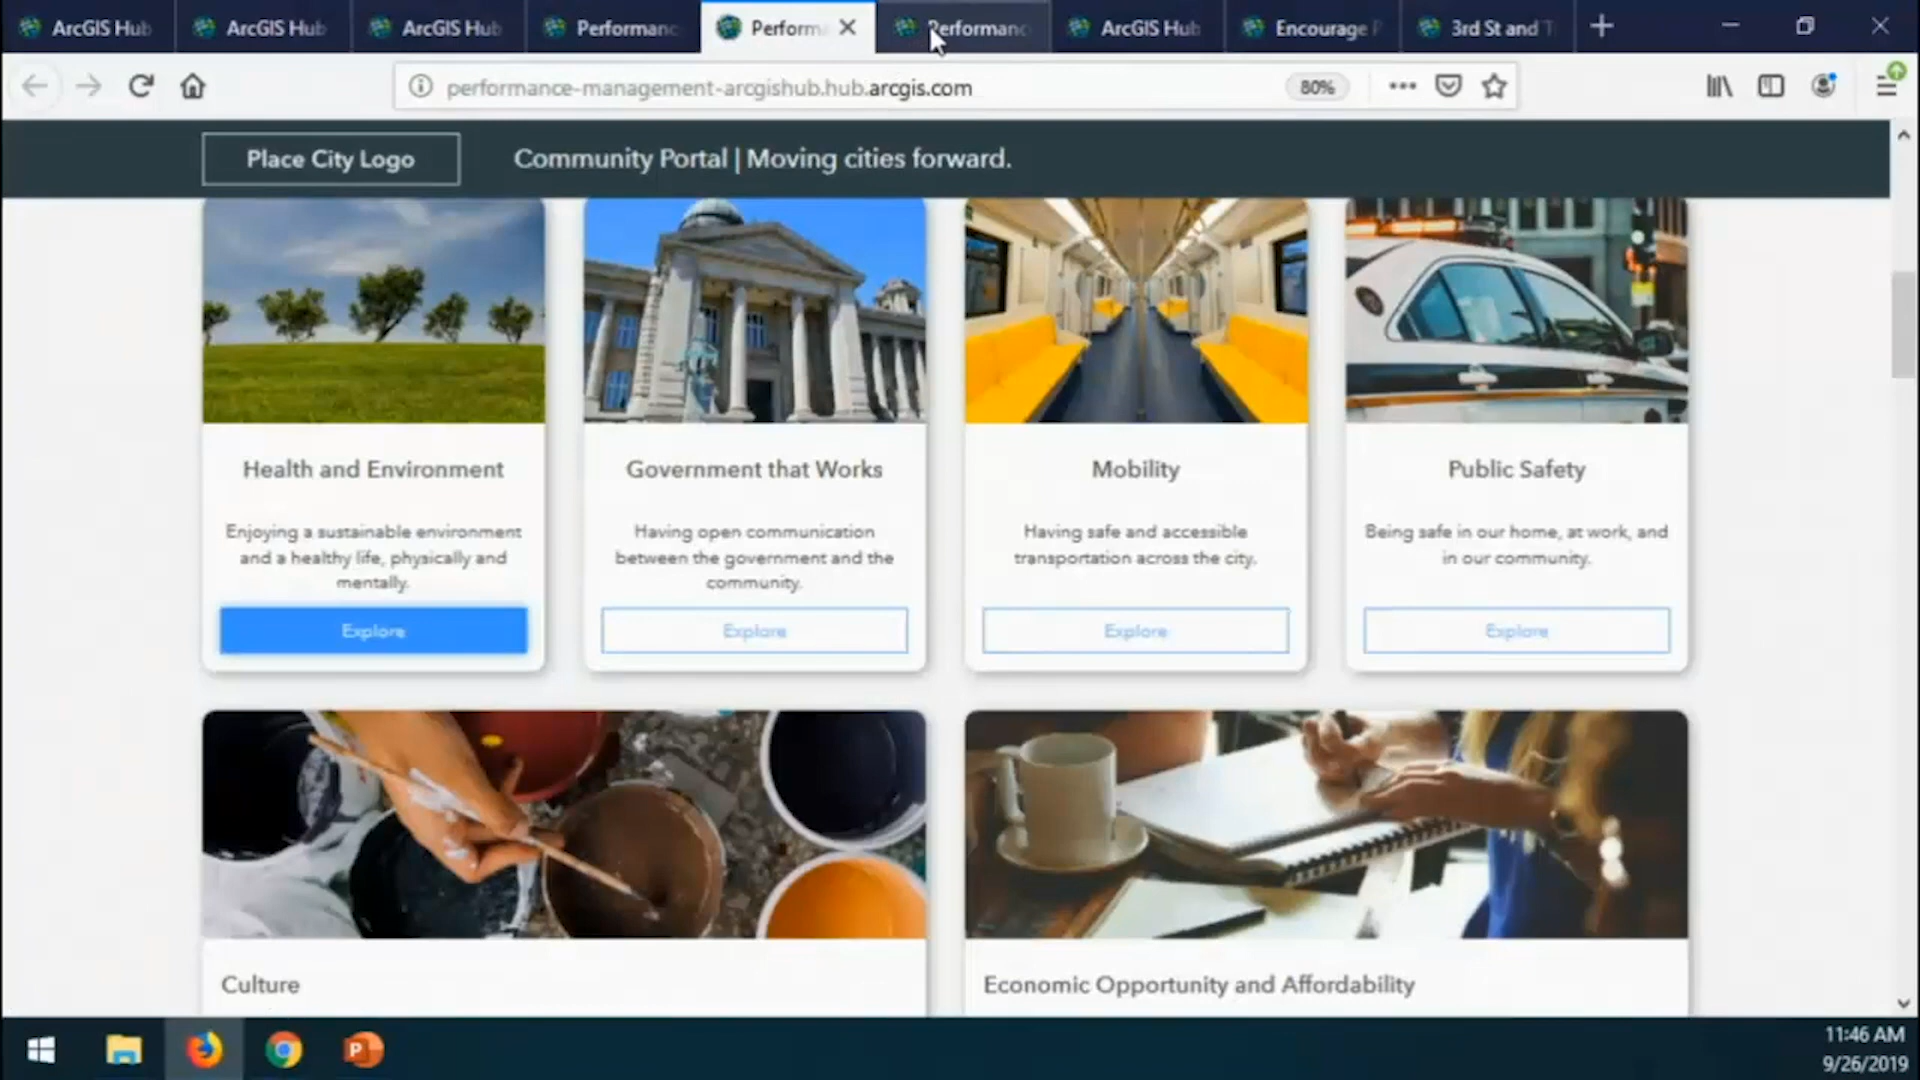 ArcGIS Hub
ArcGIS Hub
ArcGIS Hub
Performanc
Performa
Performanc
ArcGIS Hub
Encourage
3rd St and
performance-management-arcgishub.hub.arcgis.com
80%
Place City Logo
Community Portal | Moving cities forward.
Health and Environment
Enjoying a sustainable environment
and a healthy life, physically and
mentally.
Explore
Government that Works
Having open communication
between the government and the
community.
Explore
Mobility
Having safe and accessible
transportation across the city.
Explore
Public Safety
Being safe in our home, at work, and
in our community.
Explore
Culture
Economic Opportunity and Affordability
11:46 AM
9/26/2019